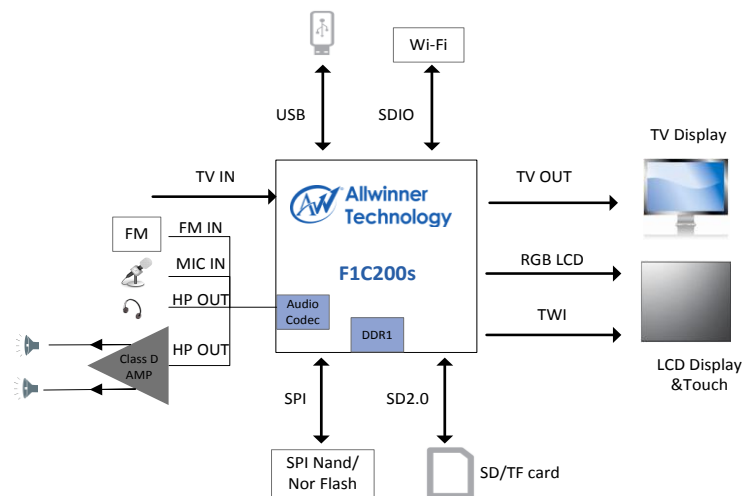 Wi-Fi
USB
SDIO
TV Display
TV IN
Allwinner
Technology
TV OUT
FM
FM IN
MIC IN
F1C200s
RGB LCD
HP OUT
Audio
Codec
TWI
DDR1
Class D
AMP
HP OUT
LCD Display
&Touch
SPI
SD2.0
SPI Nand/
Nor Flash
SD/TF card